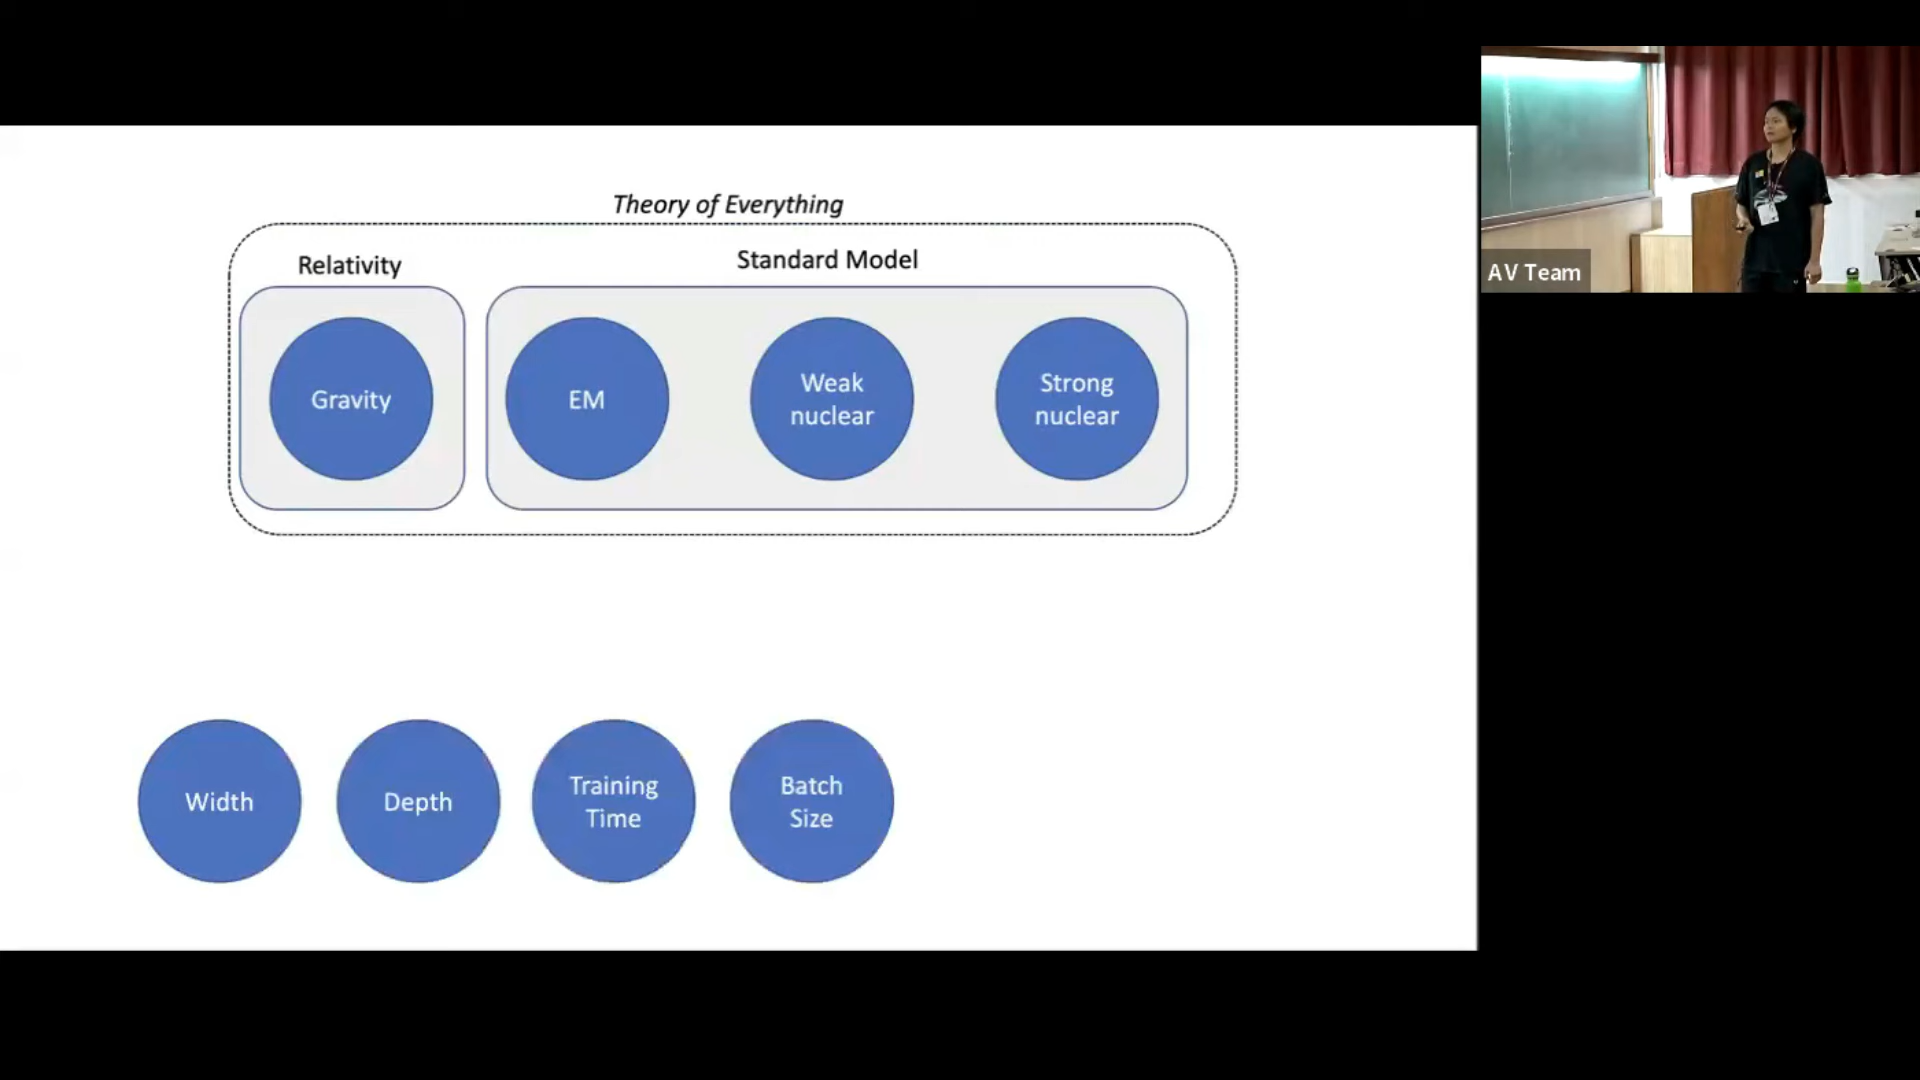 Theory of Everything
Relativity
Standard Model
Gravity
EM
Weak
nuclear
Strong
nuclear
Width
Depth
Training
Time
Batch
Size
AV Team